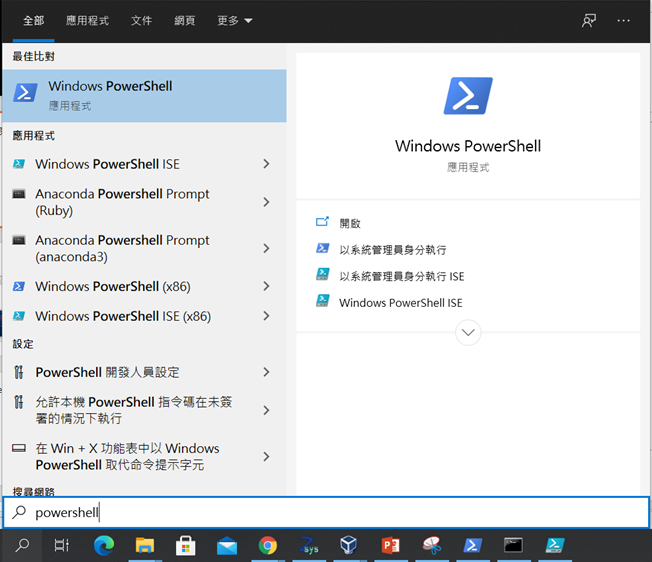 全部 應用程式 文件 網頁 更多
最佳比對
Windows PowerShell
應用程式
應用程式
Windows PowerShell ISE
Anaconda Powershell Prompt
(Ruby)
Anaconda Powershell Prompt
(anaconda3)
Windows PowerShell (x86)
Windows PowerShell ISE (x86)
設定
PowerShell 開發人員設定
允許本機 PowerShell 指令碼在未簽
署的情況下執行
在 Win + X 功能表中以 Windows
PowerShell 取代命令提示字元
搜尋網路
Windows PowerShell
應用程式
開啟
以系統管理員身分執行
以系統管理員身分執行 ISE
Windows PowerShell ISE
powershell
sys